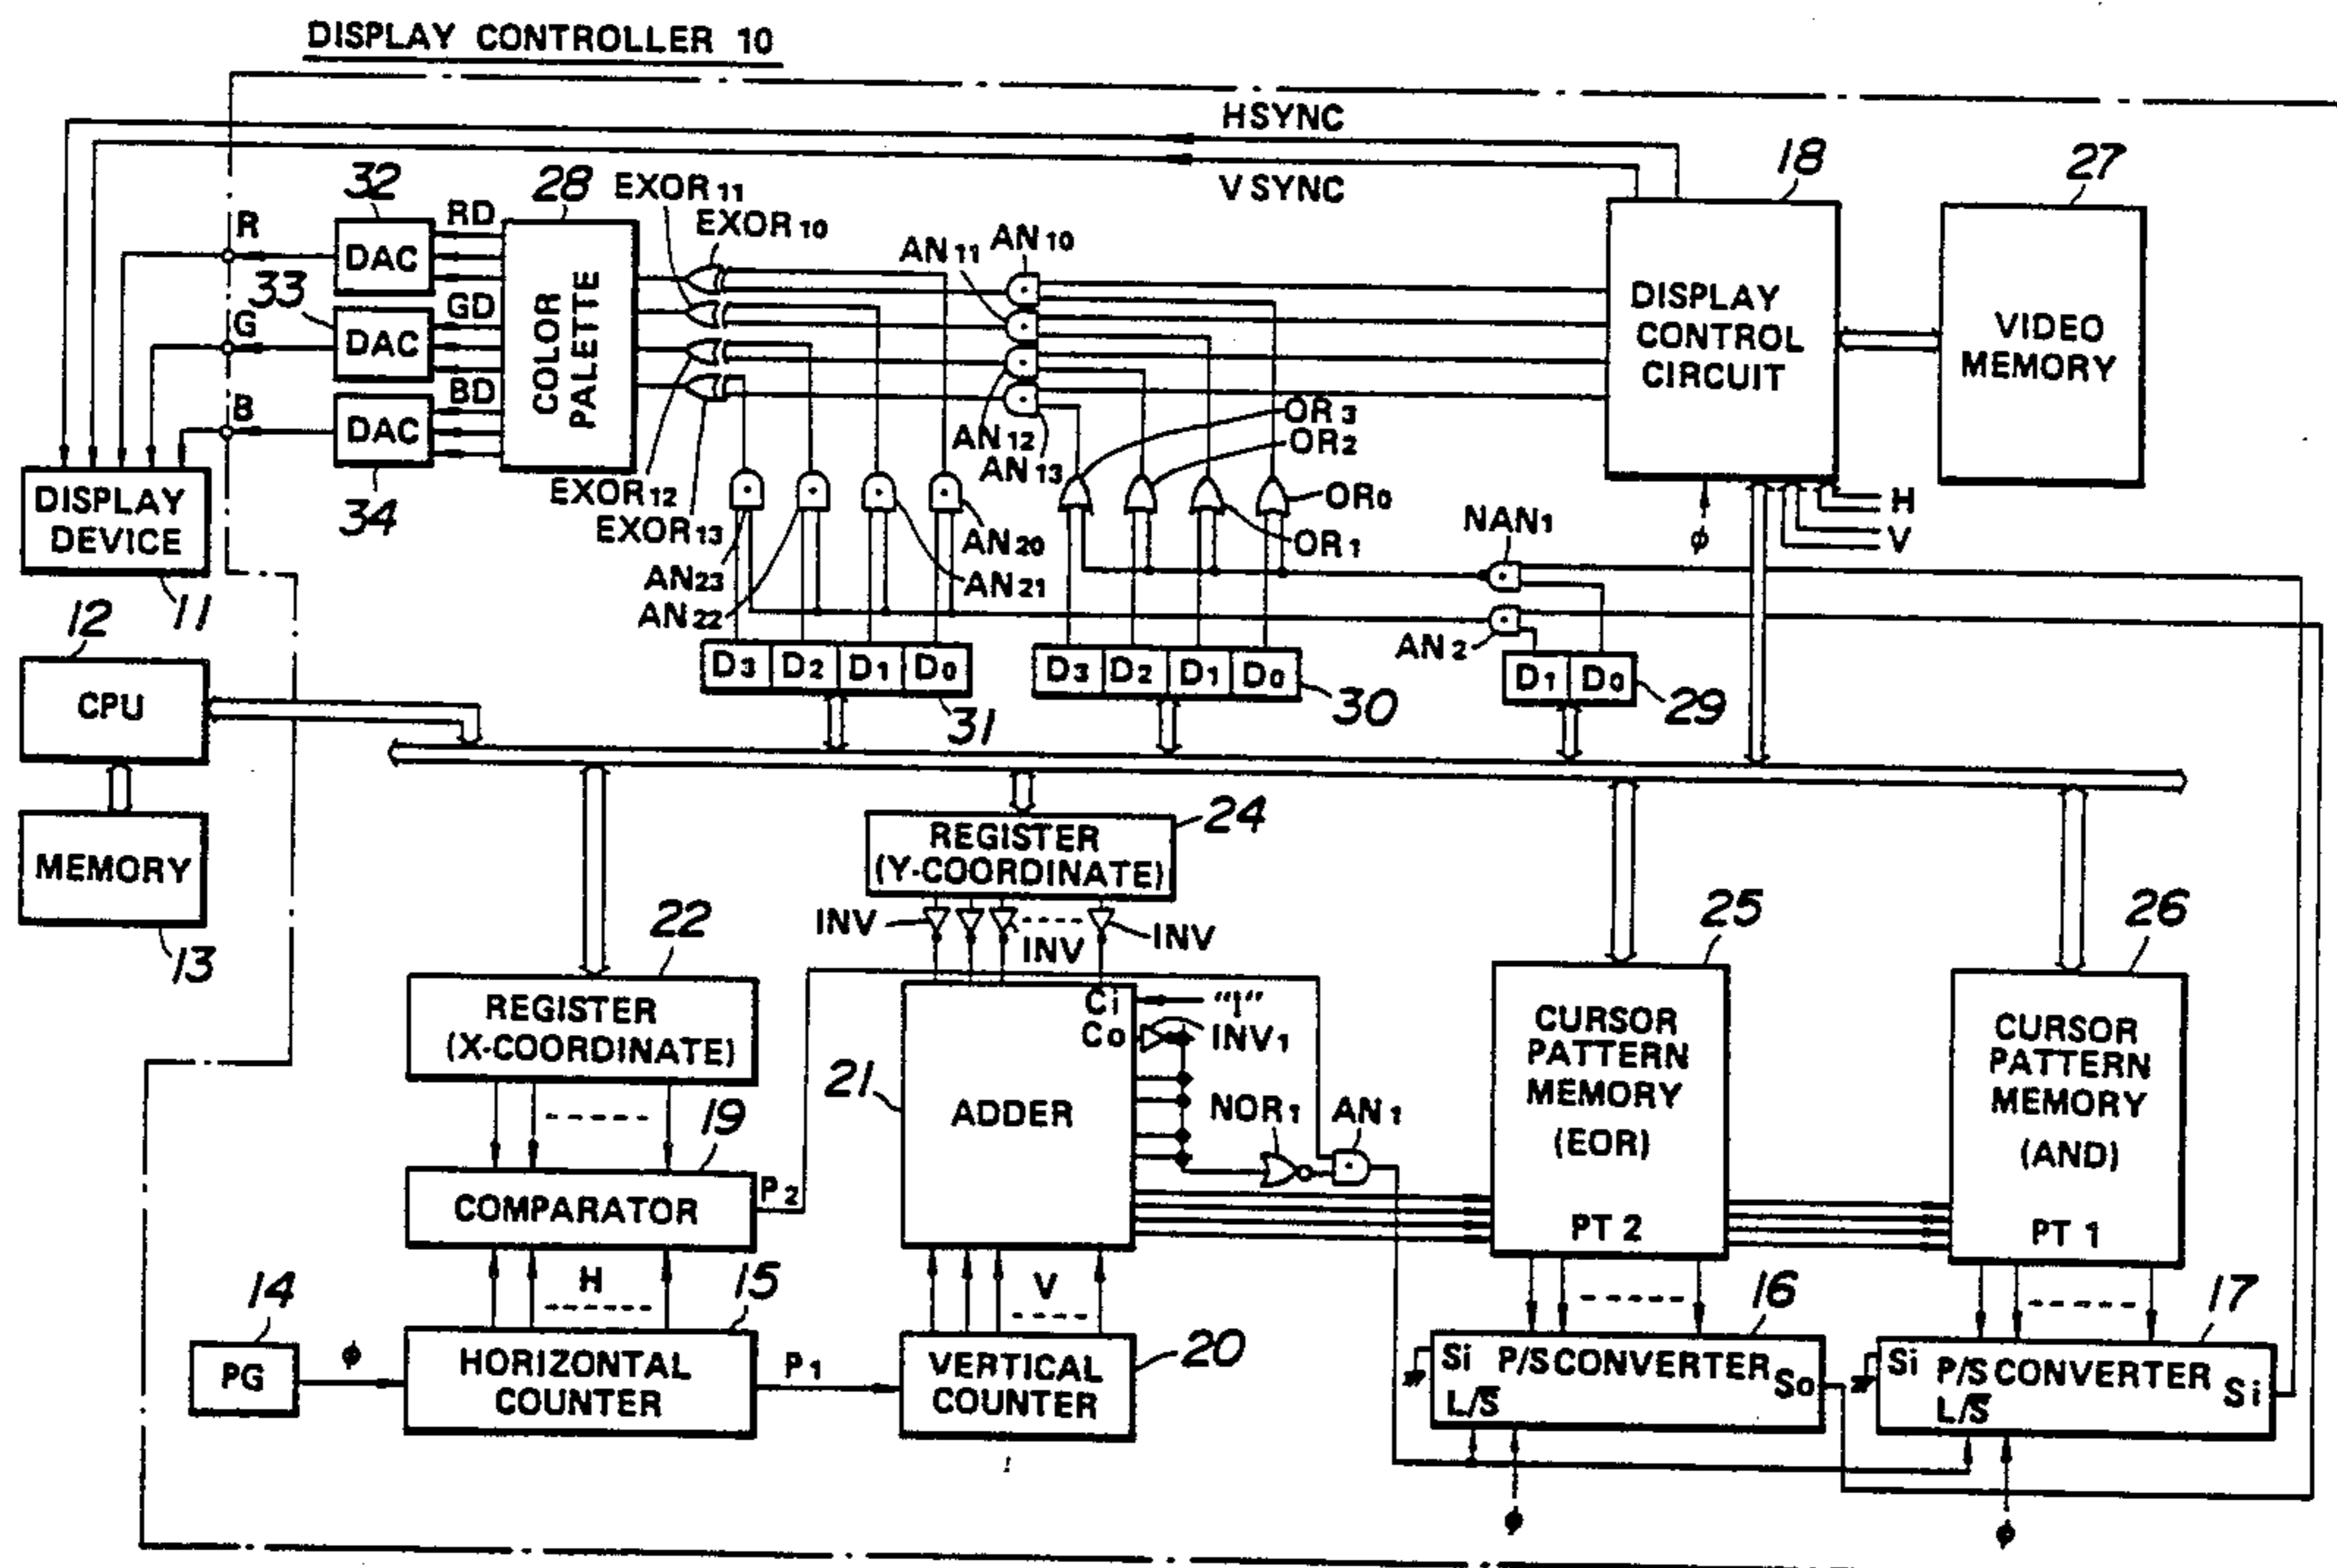 DISPLAY CONTROLLER 10
HSYNC
VSYNC
18
27
32
28
EXOR11
EXOR10
AN11
AN10
R
RD
DAC
33
G
GD
DAC
B
BD
DAC
34
COLOR PALETTE
DISPLAY CONTROL CIRCUIT
VIDEO MEMORY
AN12
AN13
OR3
OR2
OR0
OR1
EXOR12
EXOR13
AN23
AN22
AN20
AN21
NAN1
AN2
φ
H
V
DISPLAY DEVICE
11
12
CPU
MEMORY
13
D3 D2 D1 D0
31
D3 D2 D1 D0
30
D1 D0
29
REGISTER
(Y-COORDINATE)
24
INV
INV
INV
22
REGISTER
(X-COORDINATE)
19
COMPARATOR
P2
H
15
14
PG
φ
HORIZONTAL COUNTER
P1
21
ADDER
Ci
"1"
Co
INV1
NOR1
AN1
V
VERTICAL COUNTER
20
25
CURSOR
PATTERN
MEMORY
(EOR)
PT 2
26
CURSOR
PATTERN
MEMORY
(AND)
PT 1
16
Si P/S CONVERTER So
L/S̅
φ
17
Si P/S CONVERTER Si
L/S̅
φ